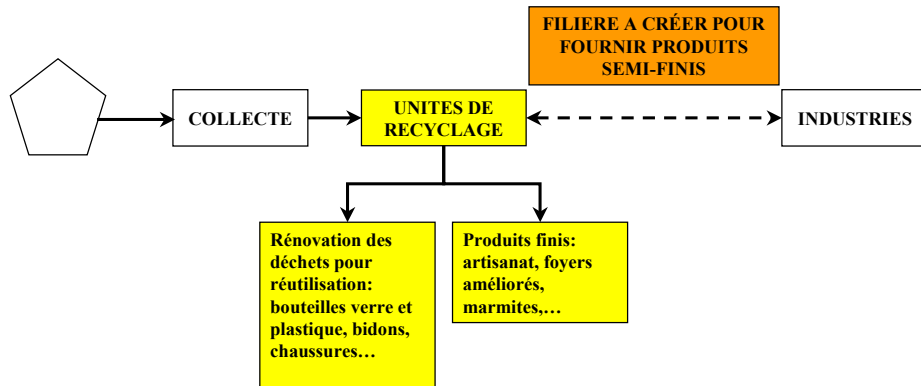 FILIERE A CRÉER POUR
FOURNIR PRODUITS
SEMI-FINIS
COLLECTE
UNITES DE
RECYCLAGE
INDUSTRIES
Rénovation des
déchets pour
réutilisation:
bouteilles verre et
plastique, bidons,
chaussures…
Produits finis:
artisanat, foyers
améliorés,
marmites,…